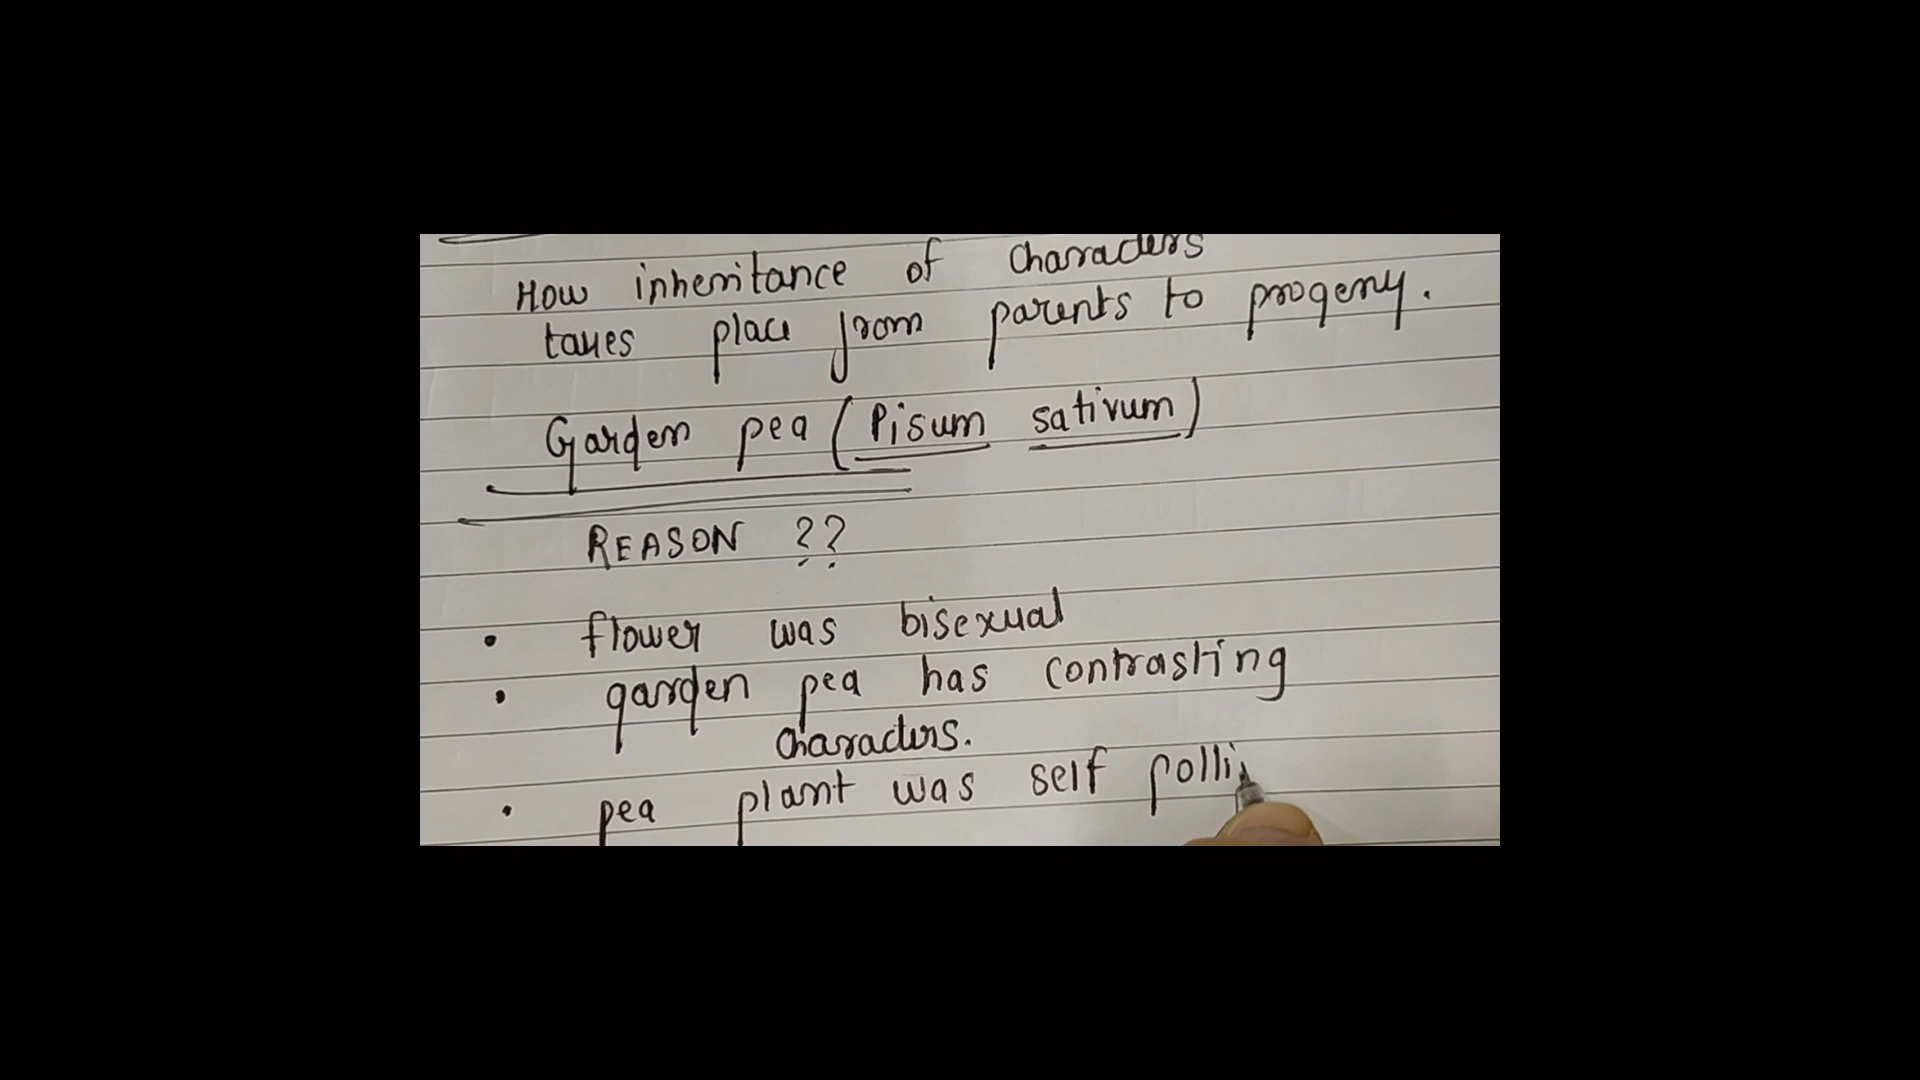 How inheritance of characters
takes place from parents to progeny.
Garden pea (Pisum sativum)
REASON ??
• flower was bisexual
• garden pea has contrasting
characters.
• pea plant was self polli